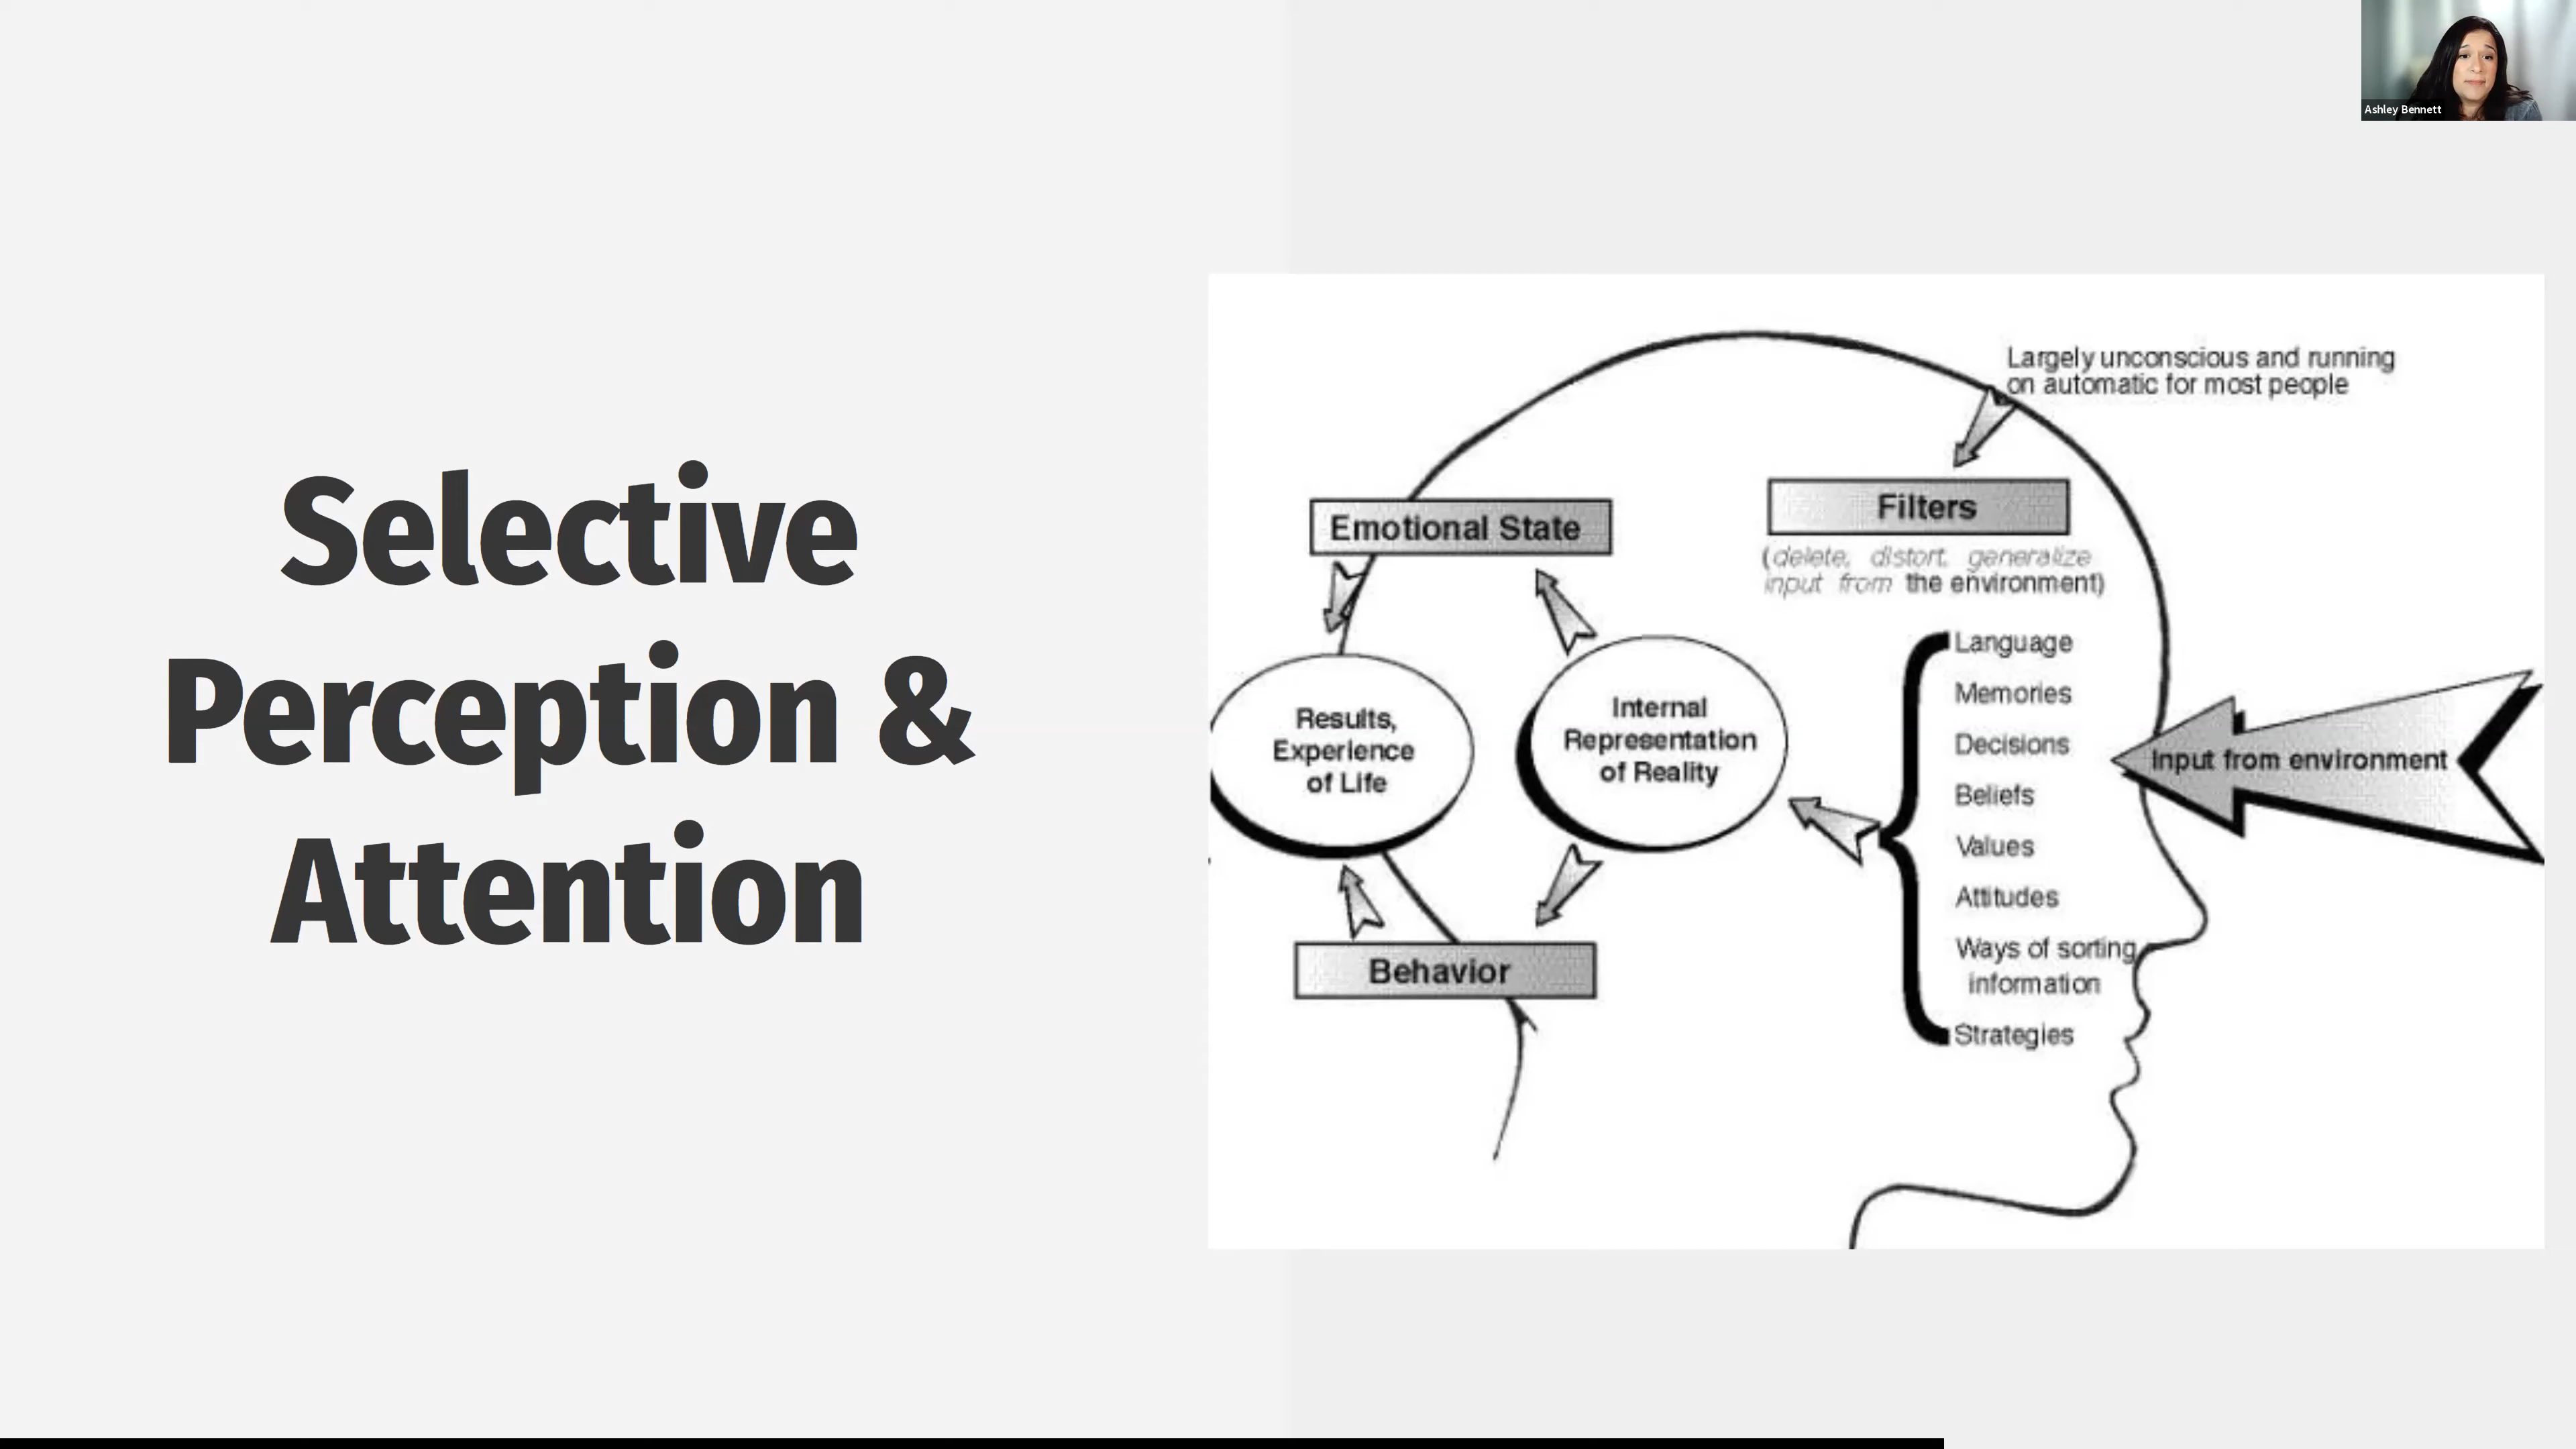 Ashley Bennett
Selective
Perception &
Attention
Largely unconscious and running
on automatic for most people
Emotional State
Filters
(delete, distort, generalize
input from the environment)
Results,
Experience
of Life
Internal
Representation
of Reality
Language
Memories
Decisions
Beliefs
Values
Attitudes
Ways of sorting
information
Strategies
Input from environment
Behavior